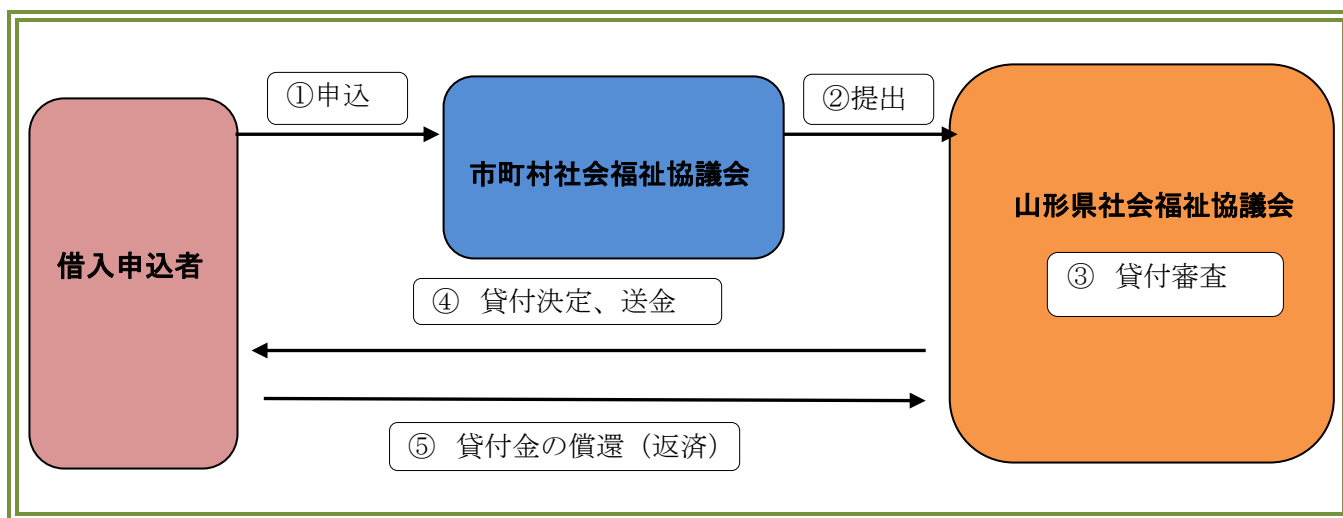 ①申込
②提出
市町村社会福祉協議会
山形県社会福祉協議会
借入申込者
③ 貸付審査
④ 貸付決定、送金
⑤ 貸付金の償還（返済）